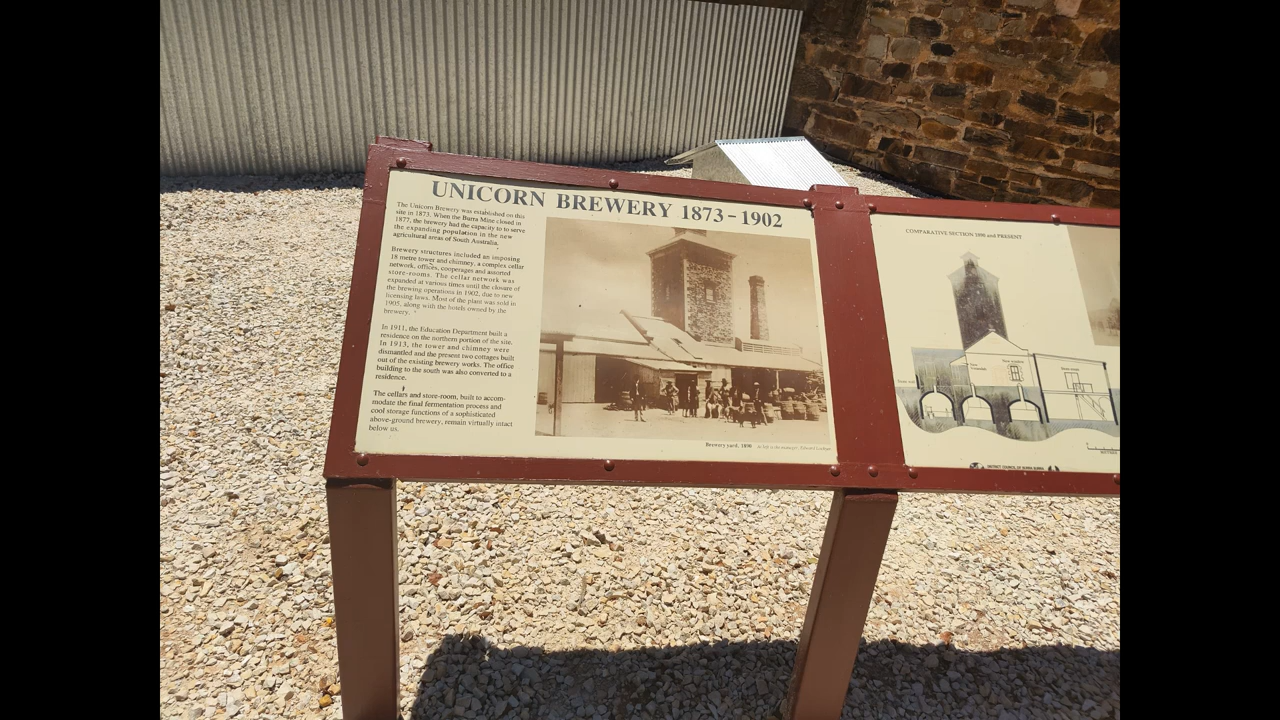 UNICORN BREWERY 1873-1902
The Unicorn Brewery was established on this
site in 1873. When the Burra Mine closed in
1877, the brewery had the capacity to to serve
the expanding population in the new
agricultural areas of South Australia.
Brewery structures included an imposing
18 metre tower and chimney, a complex cellar
network, offices, cooperages and assorted
store-rooms. The cellar network was
expanded at various times until the closure of
the brewing operations in 1902, due to new
licensing laws. Most of the plant was sold in
1905, along with the hotels owned by the
brewery.
In 1911, the Education Department built a
residence on the northern portion of the site.
In 1913, the tower and chimney were
dismantled and the present two cottages built
out of the existing brewery works. The office
building to the south was also converted to a
residence.
The cellars and store-room, built to accom-
modate the final fermentation process and
cool storage functions of a sophisticated
above-ground brewery, remain virtually intact
below us.
Brewery yard, 1890
COMPARATIVE SECTION 1890 and PRESENT
DISTRICT COUNCIL OF BURRA BURRA